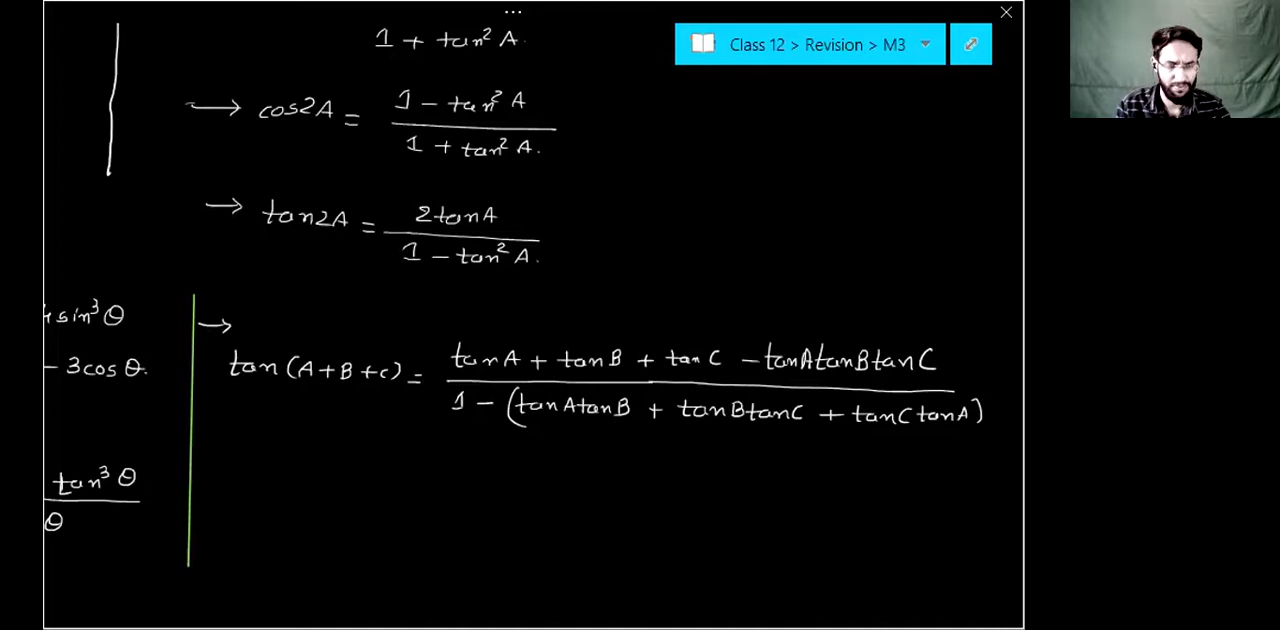 ...
Class 12 > Revision > M3
1 + tan² A.
→ cos2A = (1 - tan² A) / (1 + tan² A.)
→ tan2A = (2tanA) / (1 - tan² A.)
sin³ θ
- 3cos θ.
tan³ θ
θ
→
tan(A+B+C) = (tanA + tanB + tanC - tanAtanBtanC) / (1 - (tanAtanB + tanBtanC + tanCtanA))